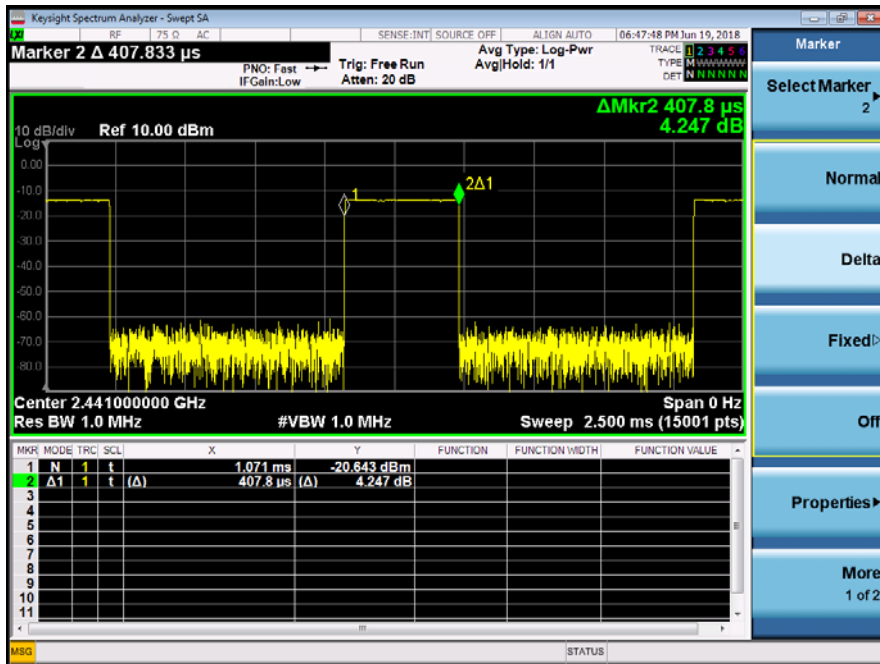 Keysight Spectrum Analyzer - Swept SA
LXI RF 75 Ω AC SENSE:INT SOURCE OFF ALIGN AUTO 06:47:48 PM Jun 19, 2018
Marker 2 Δ 407.833 μs
PNO: Fast
IFGain:Low
Trig: Free Run
Atten: 20 dB
Avg Type: Log-Pwr
Avg|Hold: 1/1
TRACE 1 2 3 4 5 6
TYPE M WWWWW
DET N N N N N N
ΔMkr2 407.8 μs
4.247 dB
10 dB/div Ref 10.00 dBm
Log
0.00
-10.0
-20.0
-30.0
-40.0
-50.0
-60.0
-70.0
-80.0
1
2Δ1
Center 2.441000000 GHz Span 0 Hz
Res BW 1.0 MHz #VBW 1.0 MHz Sweep 2.500 ms (15001 pts)
MKR MODE TRC SCL X Y FUNCTION FUNCTION WIDTH FUNCTION VALUE
1 N 1 t 1.071 ms -20.643 dBm
2 Δ1 1 t (Δ) 407.8 μs (Δ) 4.247 dB
3
4
5
6
7
8
9
10
11
MSG STATUS
Marker
Select Marker
2
Normal
Delta
Fixed
Off
Properties
More
1 of 2